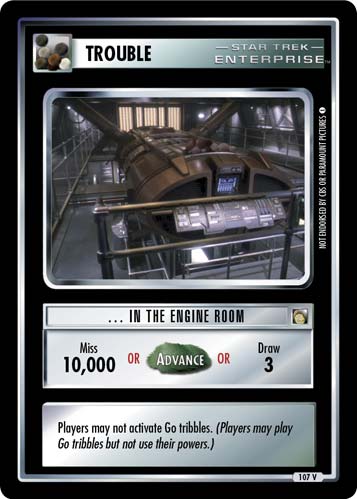 TROUBLE
STAR TREK
ENTERPRISE™
NOT ENDORSED BY CBS OR PARAMOUNT PICTURES
... IN THE ENGINE ROOM
Miss
10,000
OR
ADVANCE
OR
Draw
3
Players may not activate Go tribbles. (Players may play
Go tribbles but not use their powers.)
107 V